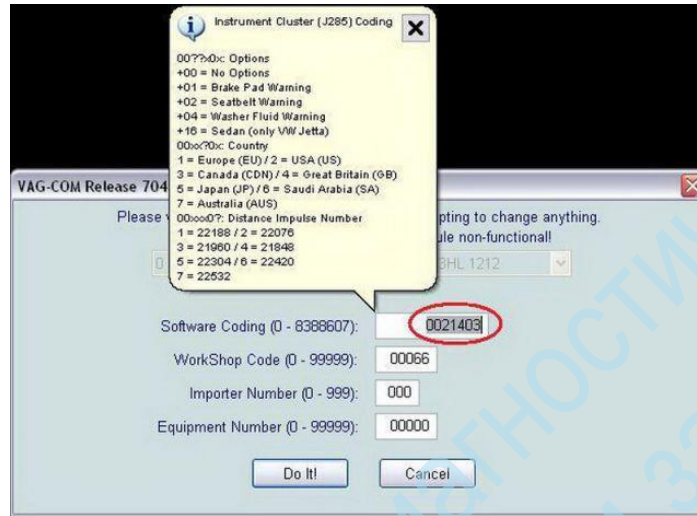 Instrument Cluster (J285) Coding
00??x0x: Options
+00 = No Options
+01 = Brake Pad Warning
+02 = Seatbelt Warning
+04 = Washer Fluid Warning
+16 = Sedan (only VW Jetta)
00xx?0x: Country
1 = Europe (EU) / 2 = USA (US)
3 = Canada (CDN) / 4 = Great Britain (GB)
5 = Japan (JP) / 6 = Saudi Arabia (SA)
7 = Australia (AUS)
00xxx0?: Distance Impulse Number
1 = 22188 / 2 = 22076
3 = 21960 / 4 = 21848
5 = 22304 / 6 = 22420
7 = 22532
VAG-COM Release 704
Please
pting to change anything.
ule non-functional!
0
3HL 1212
Software Coding (0 - 8388607):
0021403
WorkShop Code (0 - 99999):
00066
Importer Number (0 - 999):
000
Equipment Number (0 - 99999):
00000
Do It!
Cancel